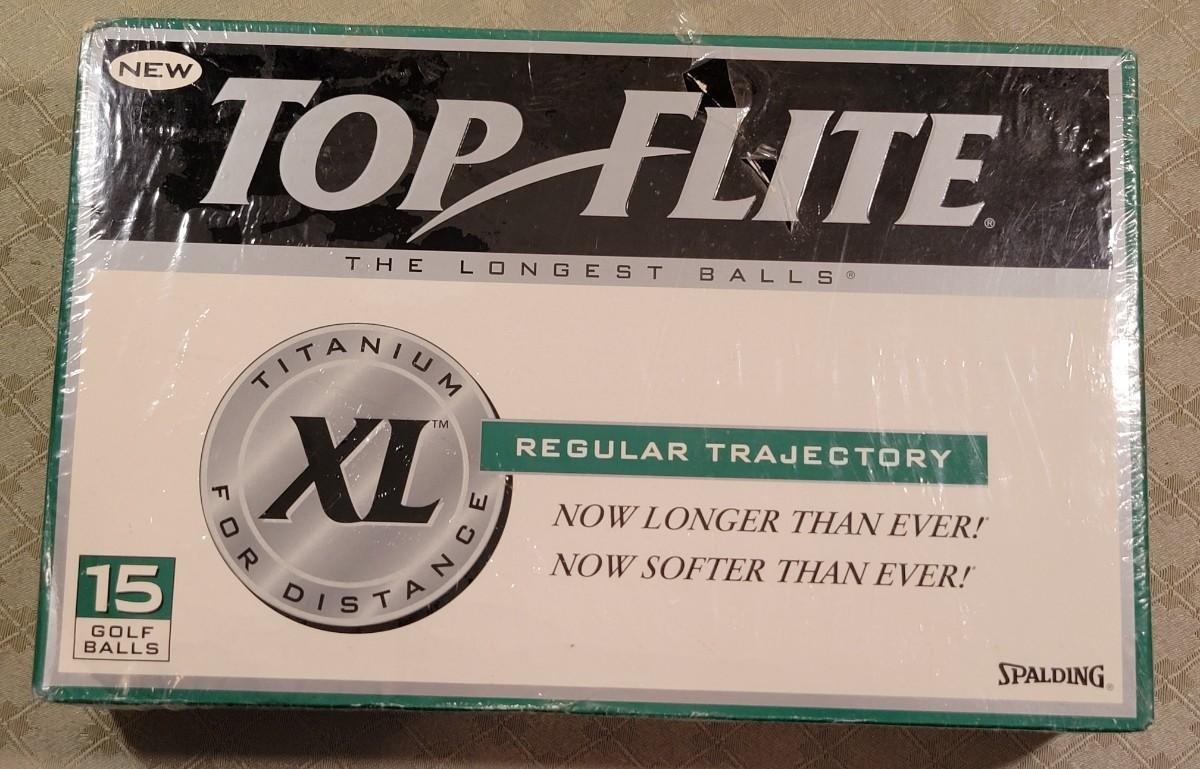 NEW
TOP FLITE®
THE LONGEST BALLS®
TITANIUM
XL™
FOR DISTANCE
REGULAR TRAJECTORY
NOW LONGER THAN EVER!
NOW SOFTER THAN EVER!
15
GOLF
BALLS
SPALDING®